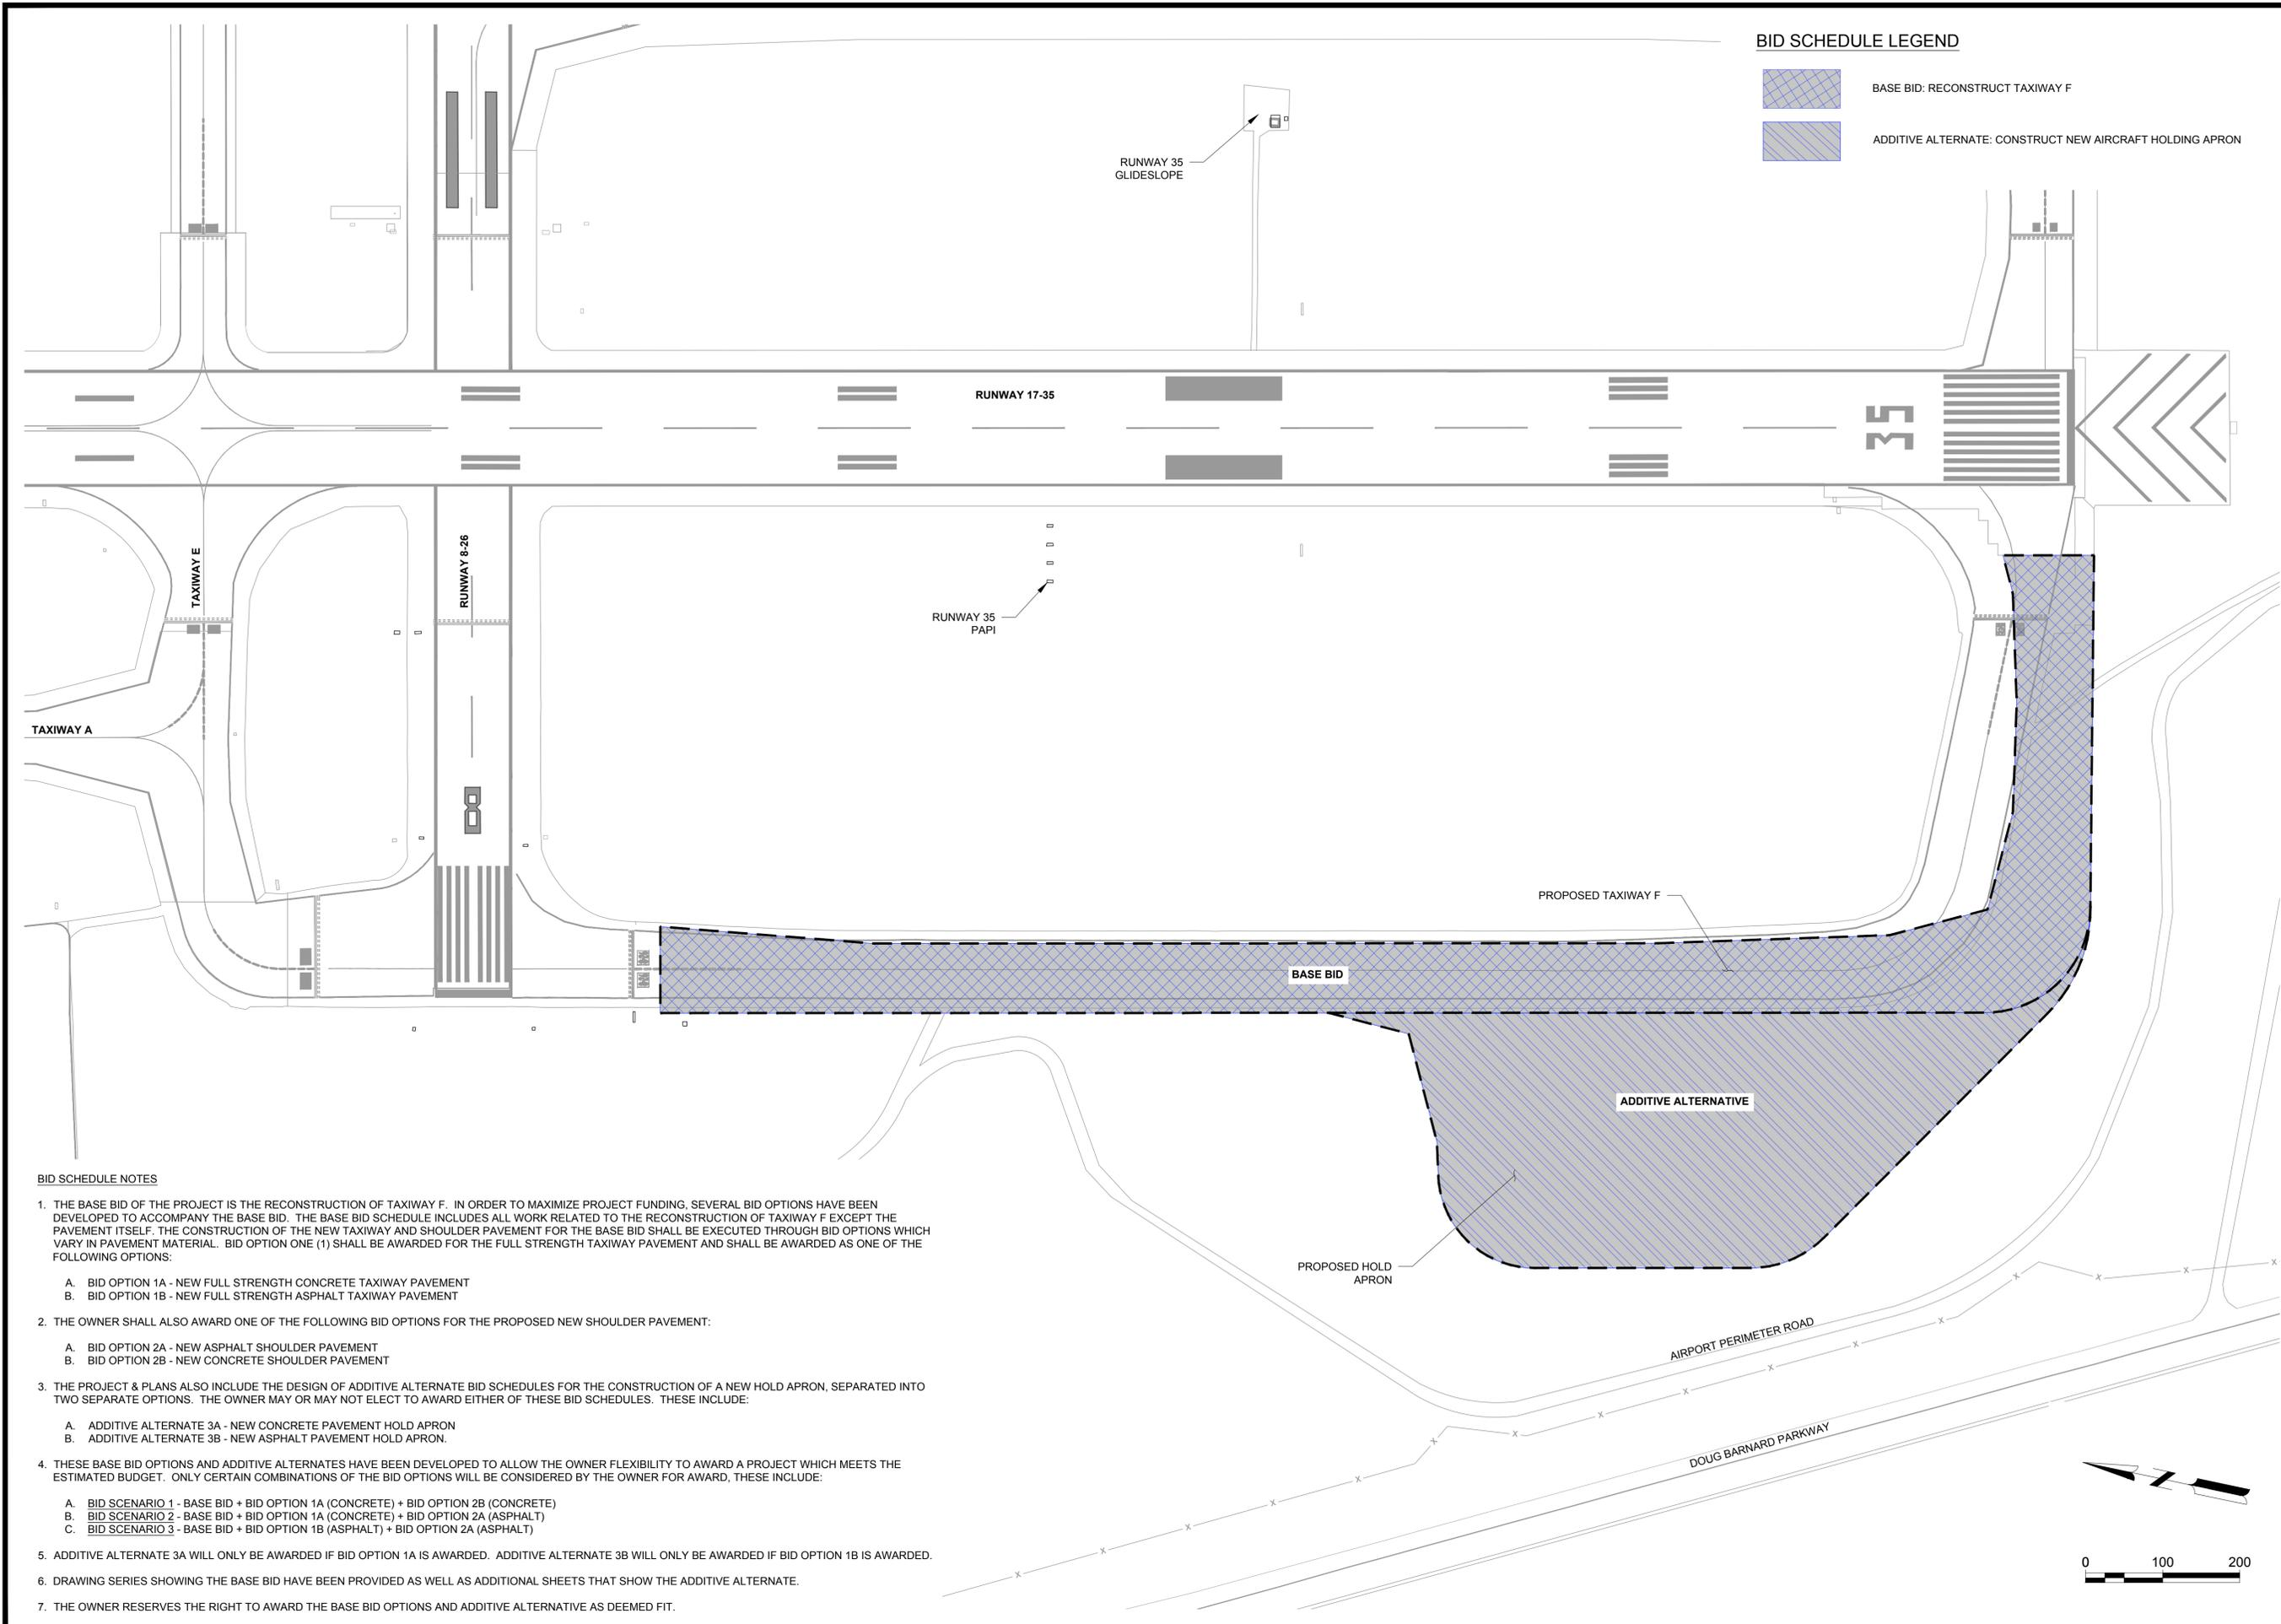 BID SCHEDULE LEGEND
BASE BID: RECONSTRUCT TAXIWAY F
ADDITIVE ALTERNATE: CONSTRUCT NEW AIRCRAFT HOLDING APRON
RUNWAY 35
GLIDESLOPE
RUNWAY 17-35
35
TAXIWAY E
RUNWAY 8-26
RUNWAY 35
PAPI
TAXIWAY A
8
PROPOSED TAXIWAY F
BASE BID
ADDITIVE ALTERNATIVE
PROPOSED HOLD
APRON
AIRPORT PERIMETER ROAD
DOUG BARNARD PARKWAY
0 100 200
BID SCHEDULE NOTES
1. THE BASE BID OF THE PROJECT IS THE RECONSTRUCTION OF TAXIWAY F. IN ORDER TO MAXIMIZE PROJECT FUNDING, SEVERAL BID OPTIONS HAVE BEEN
DEVELOPED TO ACCOMPANY THE BASE BID. THE BASE BID SCHEDULE INCLUDES ALL WORK RELATED TO THE RECONSTRUCTION OF TAXIWAY F EXCEPT THE
PAVEMENT ITSELF. THE CONSTRUCTION OF THE NEW TAXIWAY AND SHOULDER PAVEMENT FOR THE BASE BID SHALL BE EXECUTED THROUGH BID OPTIONS WHICH
VARY IN PAVEMENT MATERIAL. BID OPTION ONE (1) SHALL BE AWARDED FOR THE FULL STRENGTH TAXIWAY PAVEMENT AND SHALL BE AWARDED AS ONE OF THE
FOLLOWING OPTIONS:
A. BID OPTION 1A - NEW FULL STRENGTH CONCRETE TAXIWAY PAVEMENT
B. BID OPTION 1B - NEW FULL STRENGTH ASPHALT TAXIWAY PAVEMENT
2. THE OWNER SHALL ALSO AWARD ONE OF THE FOLLOWING BID OPTIONS FOR THE PROPOSED NEW SHOULDER PAVEMENT:
A. BID OPTION 2A - NEW ASPHALT SHOULDER PAVEMENT
B. BID OPTION 2B - NEW CONCRETE SHOULDER PAVEMENT
3. THE PROJECT & PLANS ALSO INCLUDE THE DESIGN OF ADDITIVE ALTERNATE BID SCHEDULES FOR THE CONSTRUCTION OF A NEW HOLD APRON, SEPARATED INTO
TWO SEPARATE OPTIONS. THE OWNER MAY OR MAY NOT ELECT TO AWARD EITHER OF THESE BID SCHEDULES. THESE INCLUDE:
A. ADDITIVE ALTERNATE 3A - NEW CONCRETE PAVEMENT HOLD APRON
B. ADDITIVE ALTERNATE 3B - NEW ASPHALT PAVEMENT HOLD APRON.
4. THESE BASE BID OPTIONS AND ADDITIVE ALTERNATES HAVE BEEN DEVELOPED TO ALLOW THE OWNER FLEXIBILITY TO AWARD A PROJECT WHICH MEETS THE
ESTIMATED BUDGET. ONLY CERTAIN COMBINATIONS OF THE BID OPTIONS WILL BE CONSIDERED BY THE OWNER FOR AWARD, THESE INCLUDE:
A. BID SCENARIO 1 - BASE BID + BID OPTION 1A (CONCRETE) + BID OPTION 2B (CONCRETE)
B. BID SCENARIO 2 - BASE BID + BID OPTION 1A (CONCRETE) + BID OPTION 2A (ASPHALT)
C. BID SCENARIO 3 - BASE BID + BID OPTION 1B (ASPHALT) + BID OPTION 2A (ASPHALT)
5. ADDITIVE ALTERNATE 3A WILL ONLY BE AWARDED IF BID OPTION 1A IS AWARDED. ADDITIVE ALTERNATE 3B WILL ONLY BE AWARDED IF BID OPTION 1B IS AWARDED.
6. DRAWING SERIES SHOWING THE BASE BID HAVE BEEN PROVIDED AS WELL AS ADDITIONAL SHEETS THAT SHOW THE ADDITIVE ALTERNATE.
7. THE OWNER RESERVES THE RIGHT TO AWARD THE BASE BID OPTIONS AND ADDITIVE ALTERNATIVE AS DEEMED FIT.